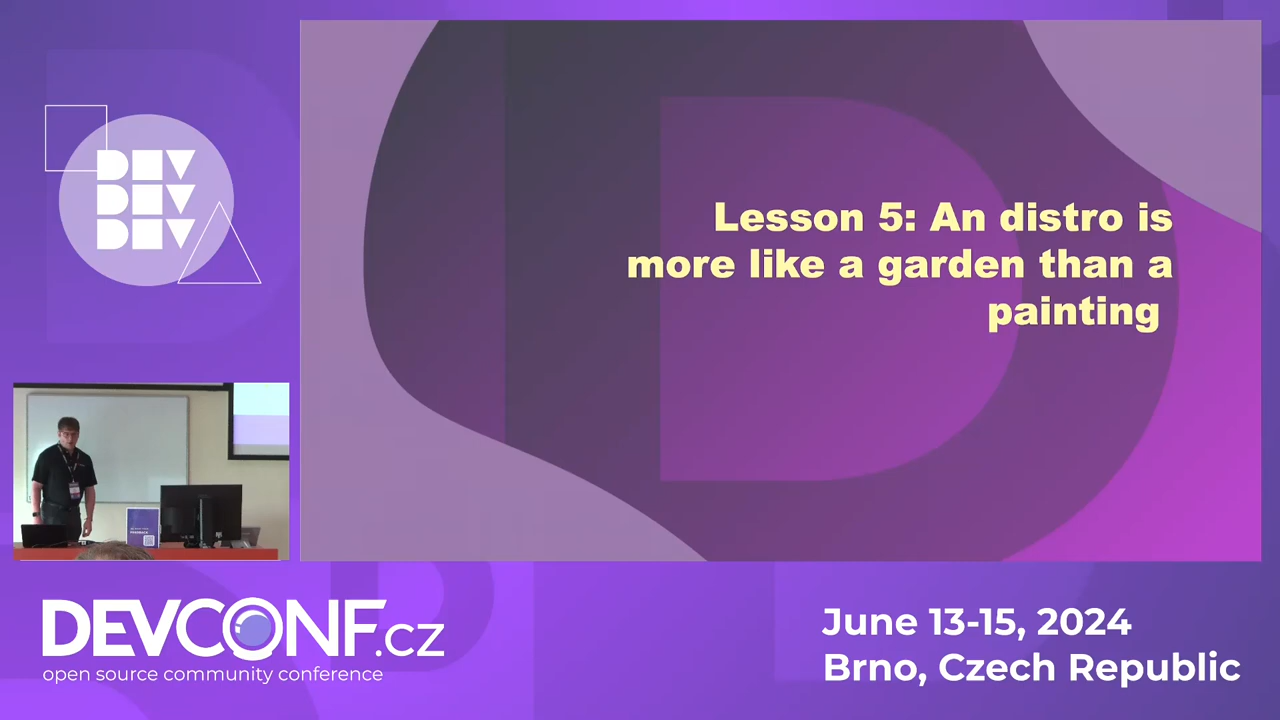 DEV
DEV
DEV
Lesson 5: An distro is
more like a garden than a
painting
DEVCONF.cz
open source community conference
June 13-15, 2024
Brno, Czech Republic